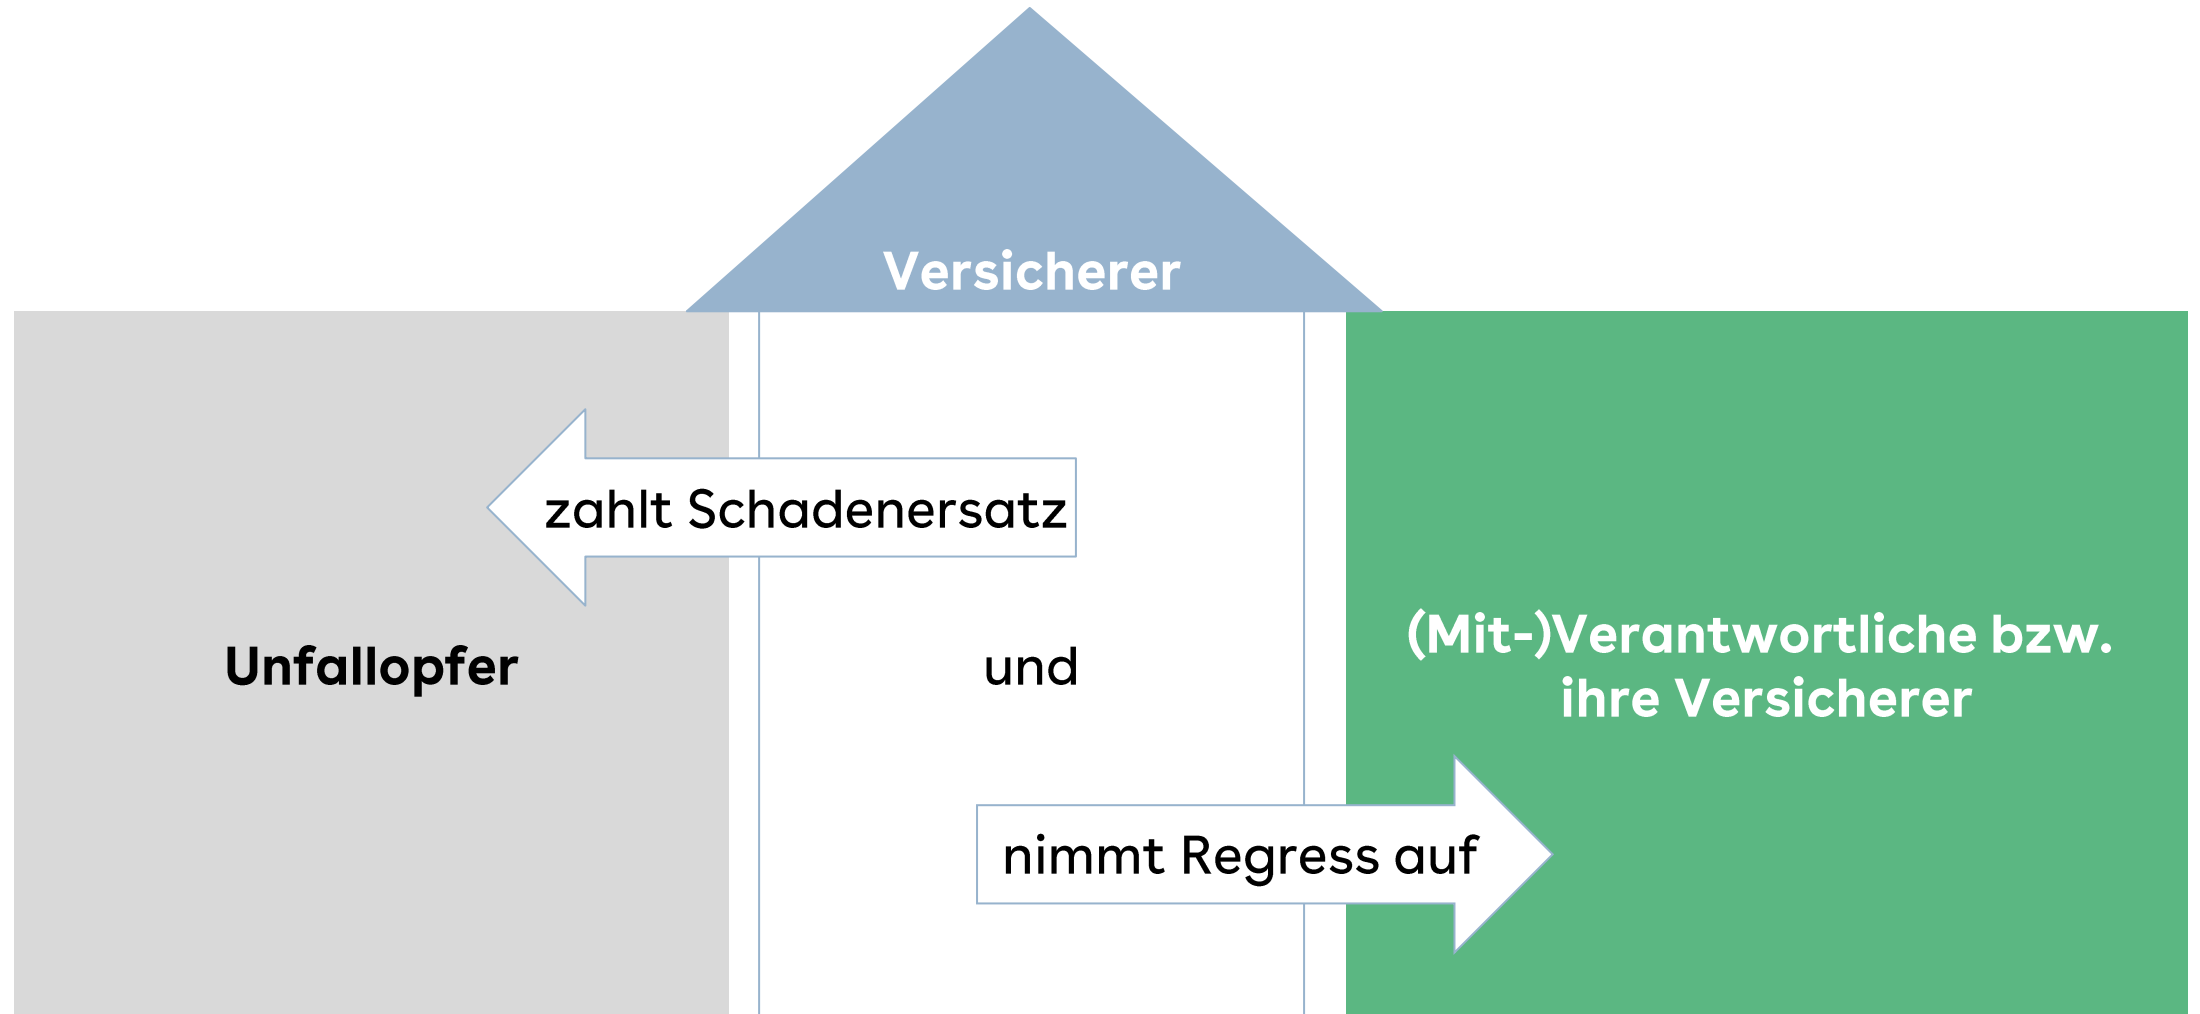 Versicherer
zahlt Schadenersatz
Unfallopfer
und
(Mit-)Verantwortliche bzw.
ihre Versicherer
nimmt Regress auf